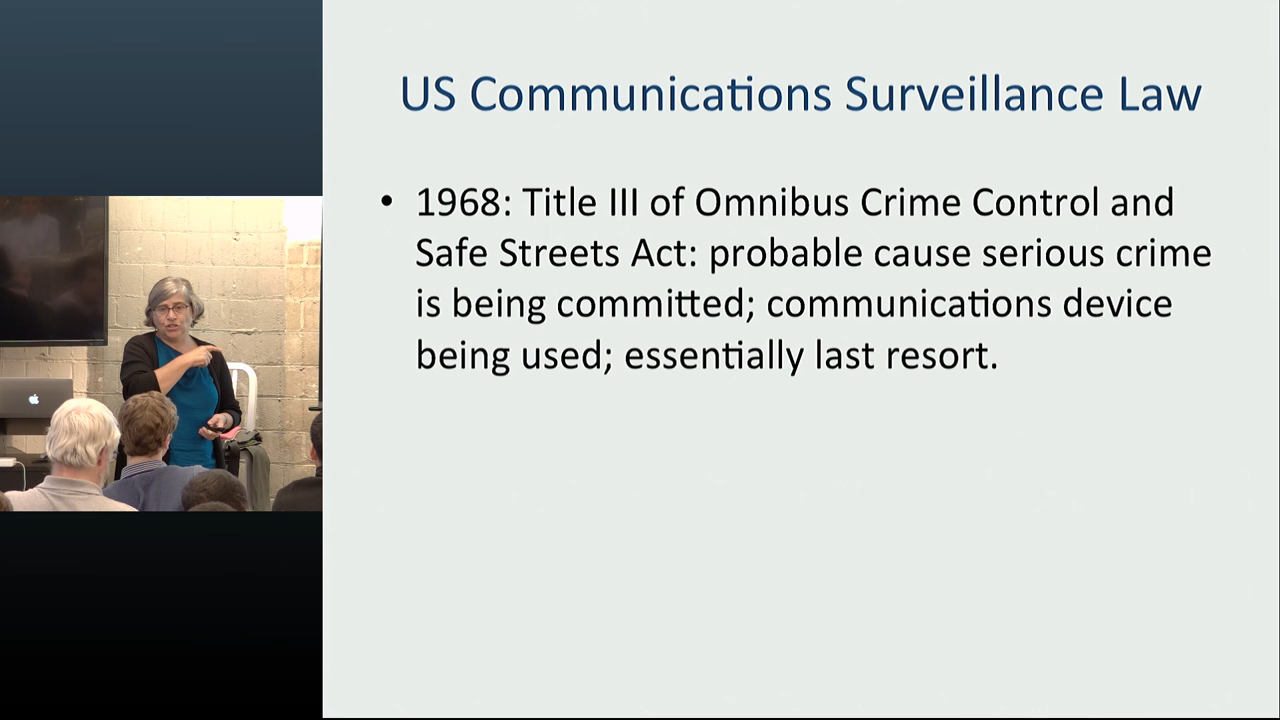 US Communications Surveillance Law
• 1968: Title III of Omnibus Crime Control and
Safe Streets Act: probable cause serious crime
is being committed; communications device
being used; essentially last resort.